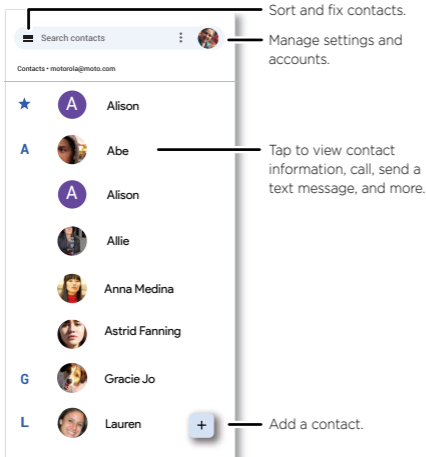 Sort and fix contacts.
Search contacts
Manage settings and
accounts.
Contacts • motorola@moto.com
A
Alison
A
Abe
Tap to view contact
information, call, send a
text message, and more.
A
Alison
Allie
Anna Medina
Astrid Fanning
G
Gracie Jo
L
Lauren
+
Add a contact.